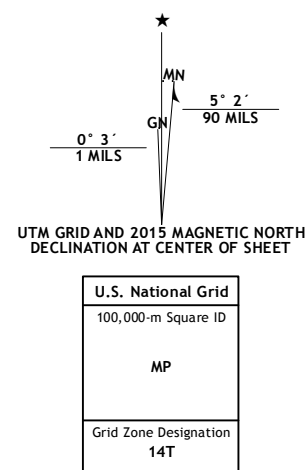 ★
MN
GN
5° 2´
90 MILS
0° 3´
1 MILS
UTM GRID AND 2015 MAGNETIC NORTH
DECLINATION AT CENTER OF SHEET
U.S. National Grid
100,000-m Square ID
MP
Grid Zone Designation
14T